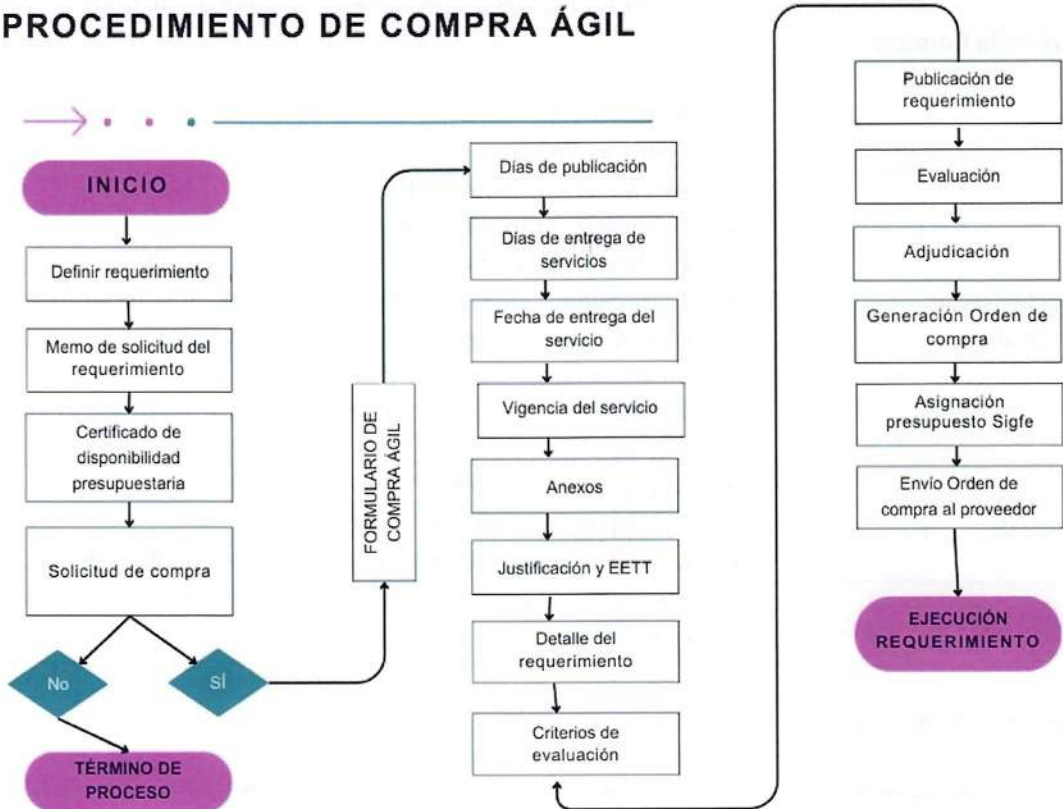 PROCEDIMIENTO DE COMPRA ÁGIL
INICIO
Definir requerimiento
Memo de solicitud del
requerimiento
Certificado de
disponibilidad
presupuestaria
Solicitud de compra
No
SÍ
TÉRMINO DE
PROCESO
FORMULARIO DE
COMPRA ÁGIL
Días de publicación
Días de entrega de
servicios
Fecha de entrega del
servicio
Vigencia del servicio
Anexos
Justificación y EETT
Detalle del
requerimiento
Criterios de
evaluación
Publicación de
requerimiento
Evaluación
Adjudicación
Generación Orden de
compra
Asignación
presupuesto Sigfe
Envío Orden de
compra al proveedor
EJECUCIÓN
REQUERIMIENTO